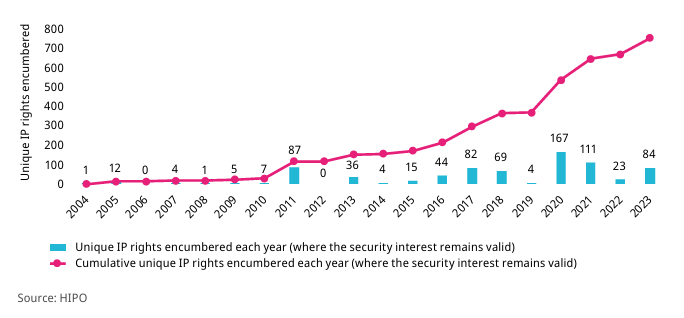 Unique IP rights encumbered
800
700
600
500
400
300
200
100
0
1 12 0 4 1 5 7 87 0 36 4 15 44 82 69 4 167 111 23 84
2004 2005 2006 2007 2008 2009 2010 2011 2012 2013 2014 2015 2016 2017 2018 2019 2020 2021 2022 2023
Unique IP rights encumbered each year (where the security interest remains valid)
Cumulative unique IP rights encumbered each year (where the security interest remains valid)
Source: HIPO